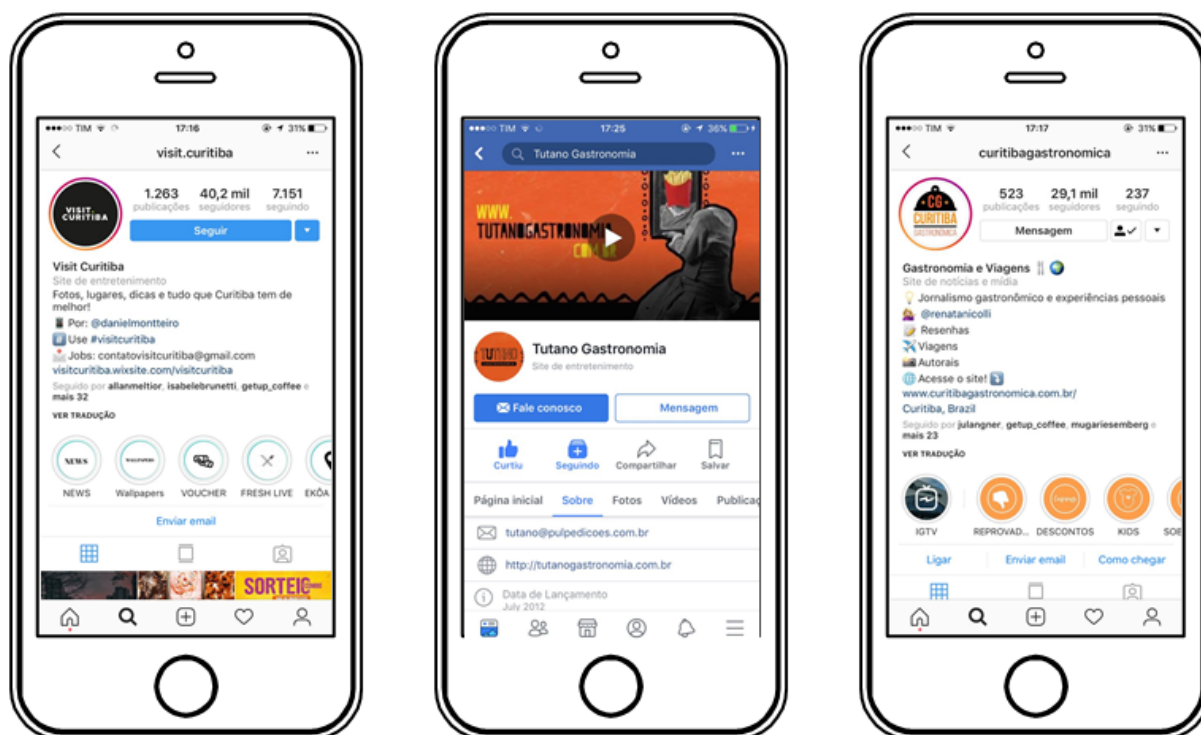 TIM 17:16 31%
visit.curitiba
VISIT.
CURITIBA
1.263 40,2 mil 7.151
publicações seguidores seguindo
Seguir
Visit Curitiba
Site de entretenimento
Fotos, lugares, dicas e tudo que Curitiba tem de
melhor!
Por: @danielmontteiro
Use #visitcuritiba
Jobs: contatovisitcuritiba@gmail.com
visitcuritiba.wixsite.com/visitcuritiba
Seguido por allanmeltior, isabelebrunetti, getup_coffee e
mais 32
VER TRADUÇÃO
NEWS WALLPAPERS
NEWS Wallpapers VOUCHER FRESH LIVE EKÔA
Enviar email
SORTEIO
TIM 17:25 36%
Tutano Gastronomia
WWW.
TUTANOGASTRONOMIA
COM.BR
TUTANO
Tutano Gastronomia
Site de entretenimento
Fale conosco Mensagem
Curtiu Seguindo Compartilhar Salvar
Página inicial Sobre Fotos Vídeos Publicaç
tutano@pulpedicoes.com.br
http://tutanogastronomia.com.br
Data de Lançamento
July 2012
TIM 17:17 31%
curitibagastronomica
CG
CURITIBA
GASTRONÔMICA
523 29,1 mil 237
publicações seguidores seguindo
Mensagem
Gastronomia e Viagens
Site de notícias e mídia
Jornalismo gastronômico e experiências pessoais
@renatanicolli
Resenhas
Viagens
Autorais
Acesse o site!
www.curitibagastronomica.com.br/
Curitiba, Brazil
Seguido por julangner, getup_coffee, mugariesemberg e
mais 23
VER TRADUÇÃO
IGTV REPROVAD... DESCONTOS KIDS SOB
Ligar Enviar email Como chegar